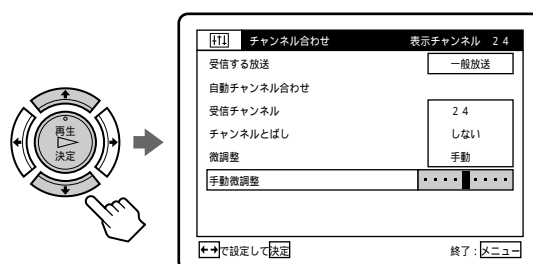 チャンネル合わせ 表示チャンネル 24
受信する放送 一般放送
自動チャンネル合わせ
受信チャンネル 24
チャンネルとばし しない
微調整 手動
手動微調整
再生
決定
←→で設定して決定 終了:メニュー